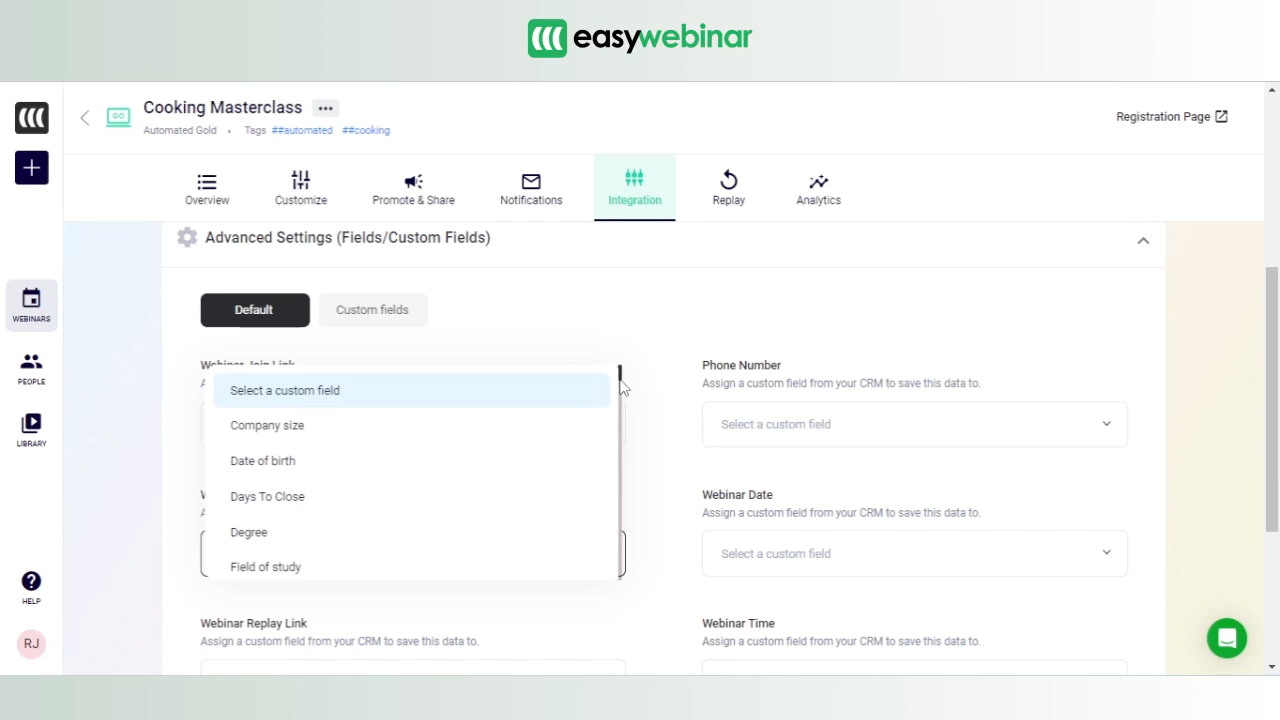 easywebinar
Cooking Masterclass
Automated Gold • Tags ##automated ##cooking
Registration Page
Overview
Customize
Promote & Share
Notifications
Integration
Replay
Analytics
Advanced Settings (Fields/Custom Fields)
Default
Custom fields
Webinar Join Link
Phone Number
Assign a custom field from your CRM to save this data to.
Select a custom field
Select a custom field
Company size
Date of birth
Days To Close
Degree
Field of study
Webinar Date
Assign a custom field from your CRM to save this data to.
Select a custom field
Webinar Replay Link
Assign a custom field from your CRM to save this data to.
Webinar Time
Assign a custom field from your CRM to save this data to.
WEBINARS
PEOPLE
LIBRARY
HELP
RJ